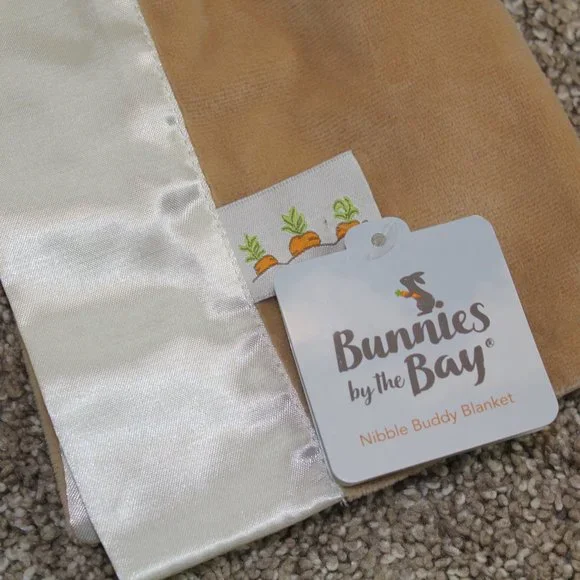 Bunnies
by the Bay®
Nibble Buddy Blanket